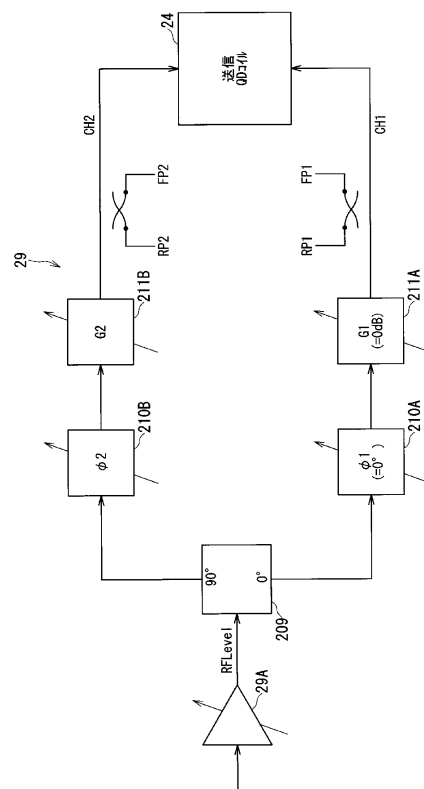 29
RFLevel
29A
90°
0°
209
φ2
210B
G2
211B
RP2
FP2
CH2
φ1
(=0°)
210A
G1
(=0dB)
211A
RP1
FP1
CH1
送信
QDコイル
24